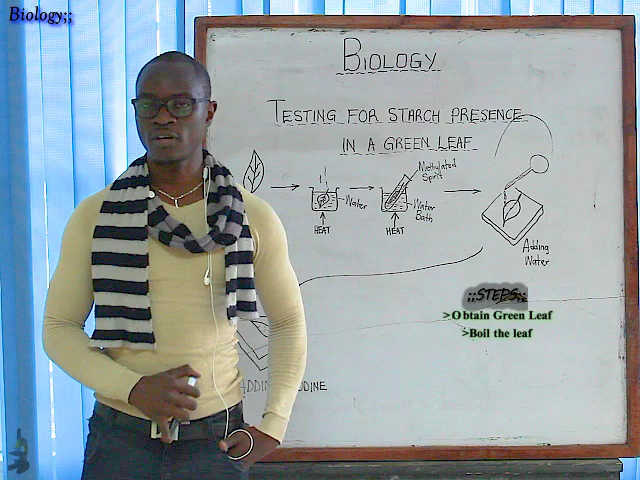 Biology;;
BIOLOGY
TESTING FOR STARCH PRESENCE
IN A GREEN LEAF
Methylated
Spirit
Water
Water
Bath
HEAT
HEAT
Adding
Water
;;STEPS;;
>Obtain Green Leaf
>Boil the leaf